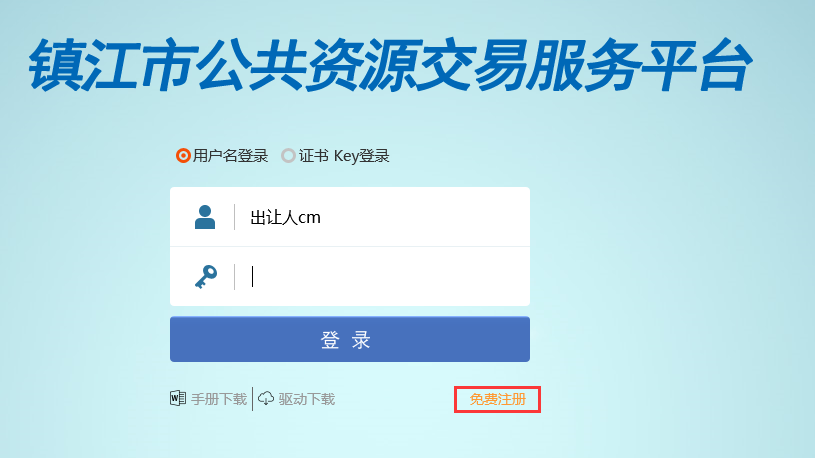 镇江市公共资源交易服务平台
用户名登录 证书 Key登录
出让人cm
登 录
手册下载 驱动下载 免费注册